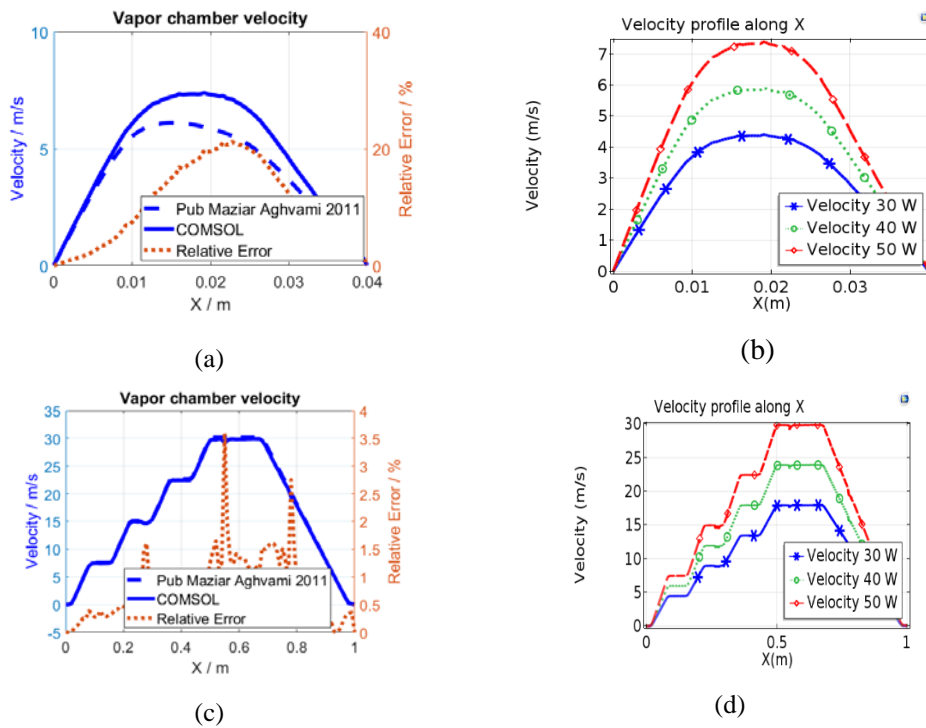 Vapor chamber velocity
10
5
0
Velocity / m/s
40
20
0
Relative Error / %
Pub Maziar Aghvami 2011
COMSOL
Relative Error
0
0.01
0.02
0.03
0.04
X / m
(a)
Velocity profile along X
7
6
5
4
3
2
1
0
Velocity (m/s)
Velocity 30 W
Velocity 40 W
Velocity 50 W
0
0.01
0.02
0.03
X(m)
(b)
Vapor chamber velocity
35
30
25
20
15
10
5
0
-5
Velocity / m/s
4
3.5
3
2.5
2
1.5
1
0.5
0
Relative Error / %
Pub Maziar Aghvami 2011
COMSOL
Relative Error
0
0.2
0.4
0.6
0.8
1
X / m
(c)
Velocity profile along X
30
25
20
15
10
5
0
Velocity (m/s)
Velocity 30 W
Velocity 40 W
Velocity 50 W
0
0.5
1
X(m)
(d)